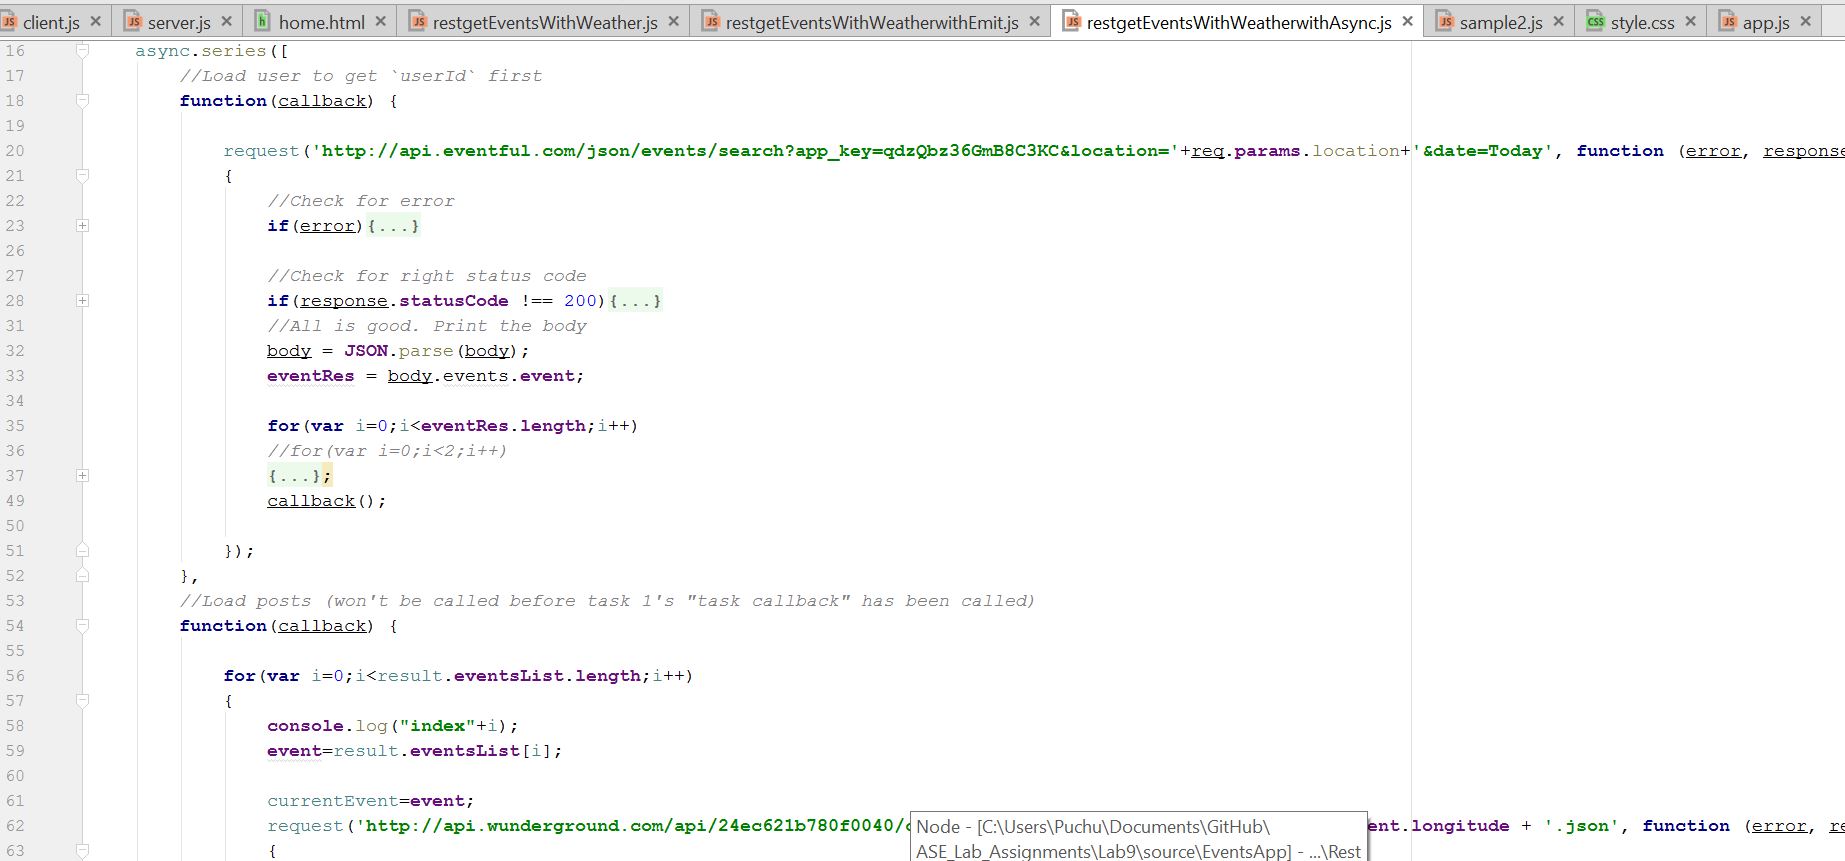 client.js server.js home.html restgetEventsWithWeather.js restgetEventsWithWeatherwithEmit.js restgetEventsWithWeatherwithAsync.js sample2.js style.css app.js
16 async.series([
17 //Load user to get `userId` first
18 function(callback) {
19
20 request('http://api.eventful.com/json/events/search?app_key=qdzQbz36GmB8C3KC&location='+req.params.location+'&date=Today', function (error, response
21 {
22 //Check for error
23 if(error){...}
26
27 //Check for right status code
28 if(response.statusCode !== 200){...}
31 //All is good. Print the body
32 body = JSON.parse(body);
33 eventRes = body.events.event;
34
35 for(var i=0;i<eventRes.length;i++)
36 //for(var i=0;i<2;i++)
37 {...};
49 callback();
50
51 });
52 },
53 //Load posts (won't be called before task 1's "task callback" has been called)
54 function(callback) {
55
56 for(var i=0;i<result.eventsList.length;i++)
57 {
58 console.log("index"+i);
59 event=result.eventsList[i];
60
61 currentEvent=event;
62 request('http://api.wunderground.com/api/24ec621b780f0040/ ent.longitude + '.json', function (error, re
63 {
Node - [C:\Users\Puchu\Documents\GitHub\
ASE_Lab_Assignments\Lab9\source\EventsApp] - ...\Rest